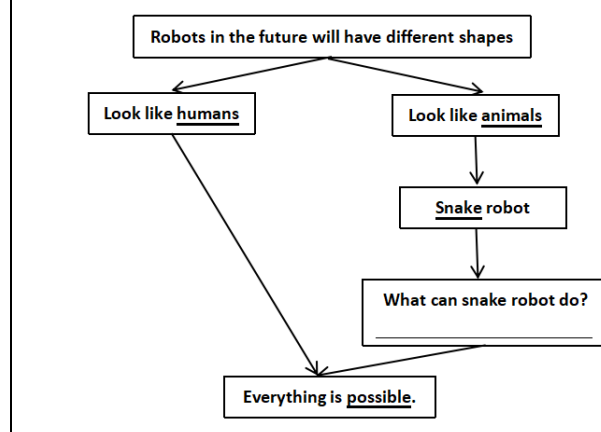 Robots in the future will have different shapes
Look like humans
Look like animals
Snake robot
What can snake robot do?
Everything is possible.